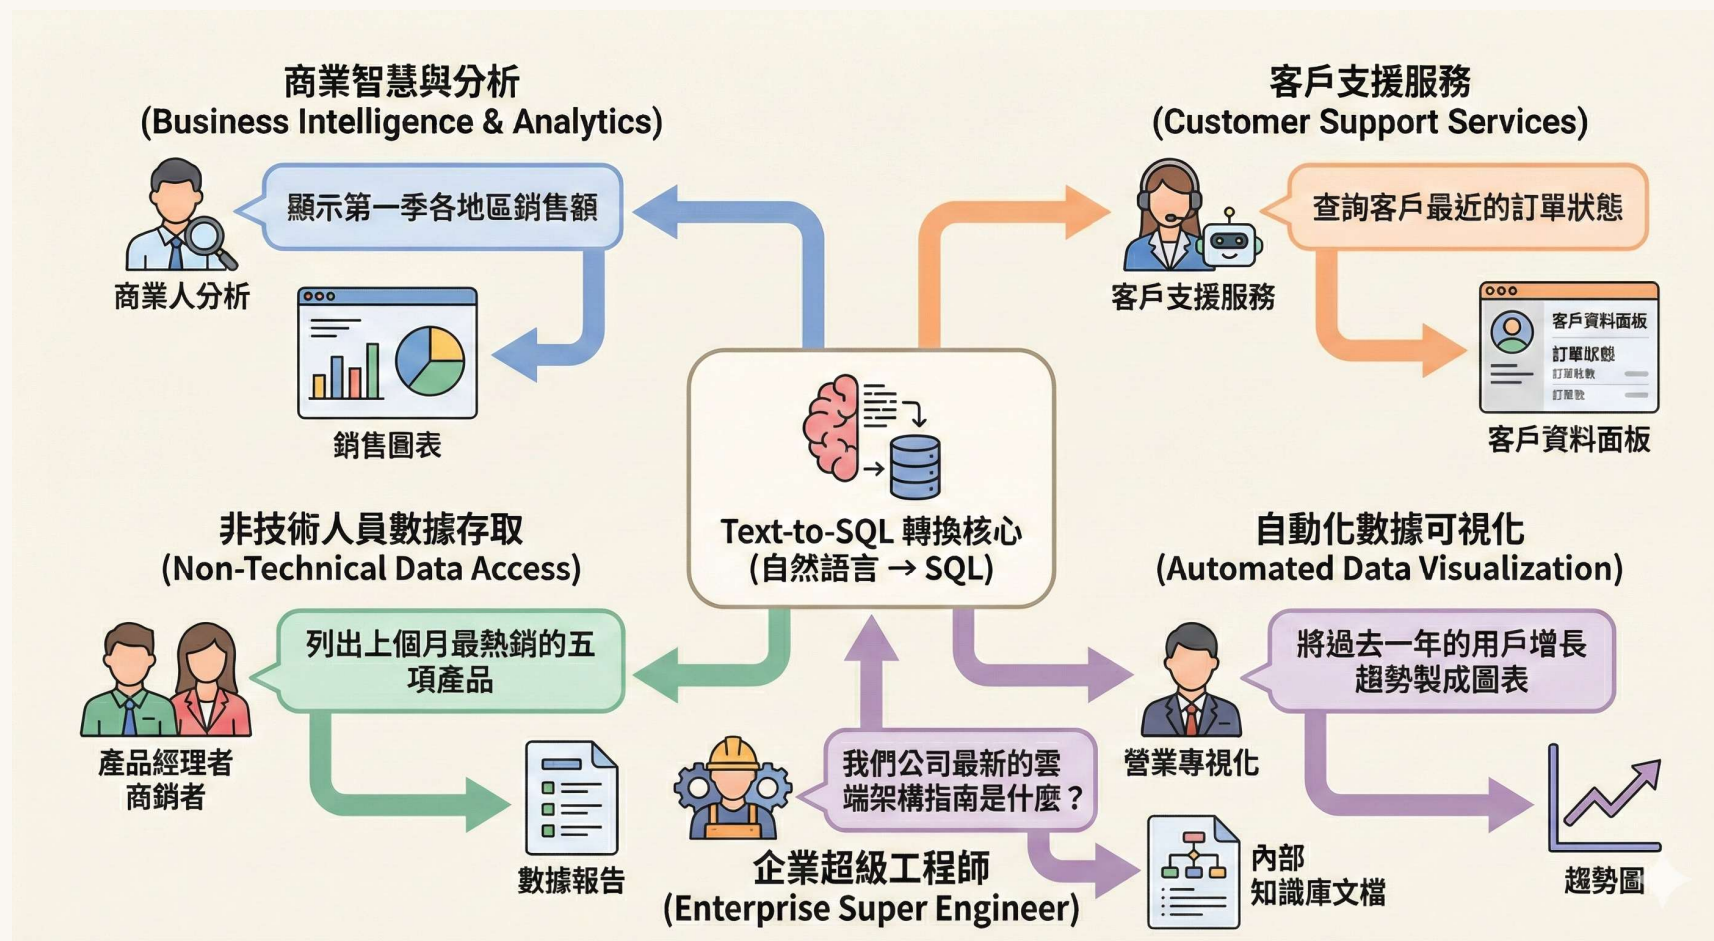 商業智慧與分析
(Business Intelligence & Analytics)
顯示第一季各地區銷售額
商業人分析
銷售圖表
客戶支援服務
(Customer Support Services)
查詢客戶最近的訂單狀態
客戶支援服務
客戶資料面板
客戶資料面板
Text-to-SQL 轉換核心
(自然語言 → SQL)
非技術人員數據存取
(Non-Technical Data Access)
列出上個月最熱銷的五
項產品
產品經理者
商銷者
數據報告
自動化數據可視化
(Automated Data Visualization)
將過去一年的用戶增長
趨勢製成圖表
營業專視化
趨勢圖
我們公司最新的雲
端架構指南是什麼？
企業超級工程師
(Enterprise Super Engineer)
內部
知識庫文檔